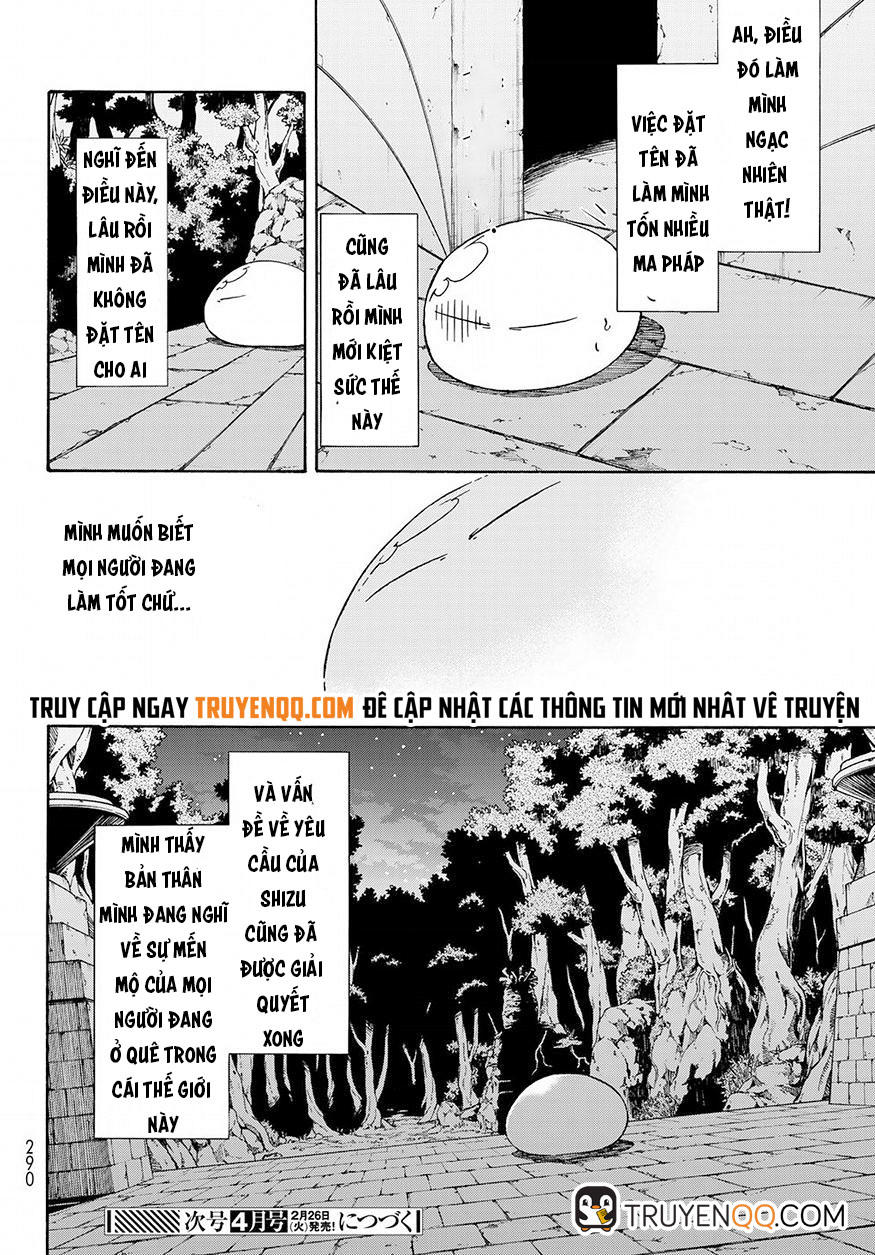 AH, ĐIỀU
ĐÓ LÀM
MÌNH
NGẠC
NHIÊN
THẬT!
VIỆC ĐẶT
TÊN ĐÃ
LÀM MÌNH
TỐN NHIỀU
MA PHÁP
CŨNG
ĐÃ LÂU
RỒI MÌNH
MỚI KIỆT
SỨC THẾ
NÀY
NGHĨ ĐẾN
ĐIỀU NÀY,
LÂU RỒI
MÌNH ĐÃ
KHÔNG
ĐẶT TÊN
CHO AI
MÌNH MUỐN BIẾT
MỌI NGƯỜI ĐANG
LÀM TỐT CHỨ...
TRUY CẬP NGAY TRUYENQQ.COM ĐỂ CẬP NHẬT CÁC THÔNG TIN MỚI NHẤT VỀ TRUYỆN
VÀ VẤN
ĐỀ VỀ YÊU
CẦU CỦA
SHIZU
CŨNG ĐÃ
ĐƯỢC GIẢI
QUYẾT
XONG
MÌNH THẤY
BẢN THÂN
MÌNH ĐANG NGHĨ
VỀ SỰ MẾN
MỘ CỦA MỌI
NGƯỜI ĐANG
Ở QUÊ TRONG
CÁI THẾ GIỚI
NÀY
290
次号4月号2月26日(火)発売!につづく
TRUYENQQ.COM